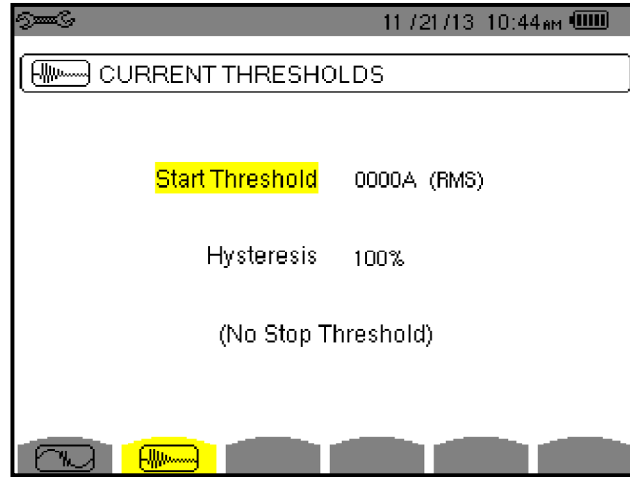 11 /21 /13 10:44AM
CURRENT THRESHOLDS
Start Threshold 0000A (RMS)
Hysteresis 100%
(No Stop Threshold)